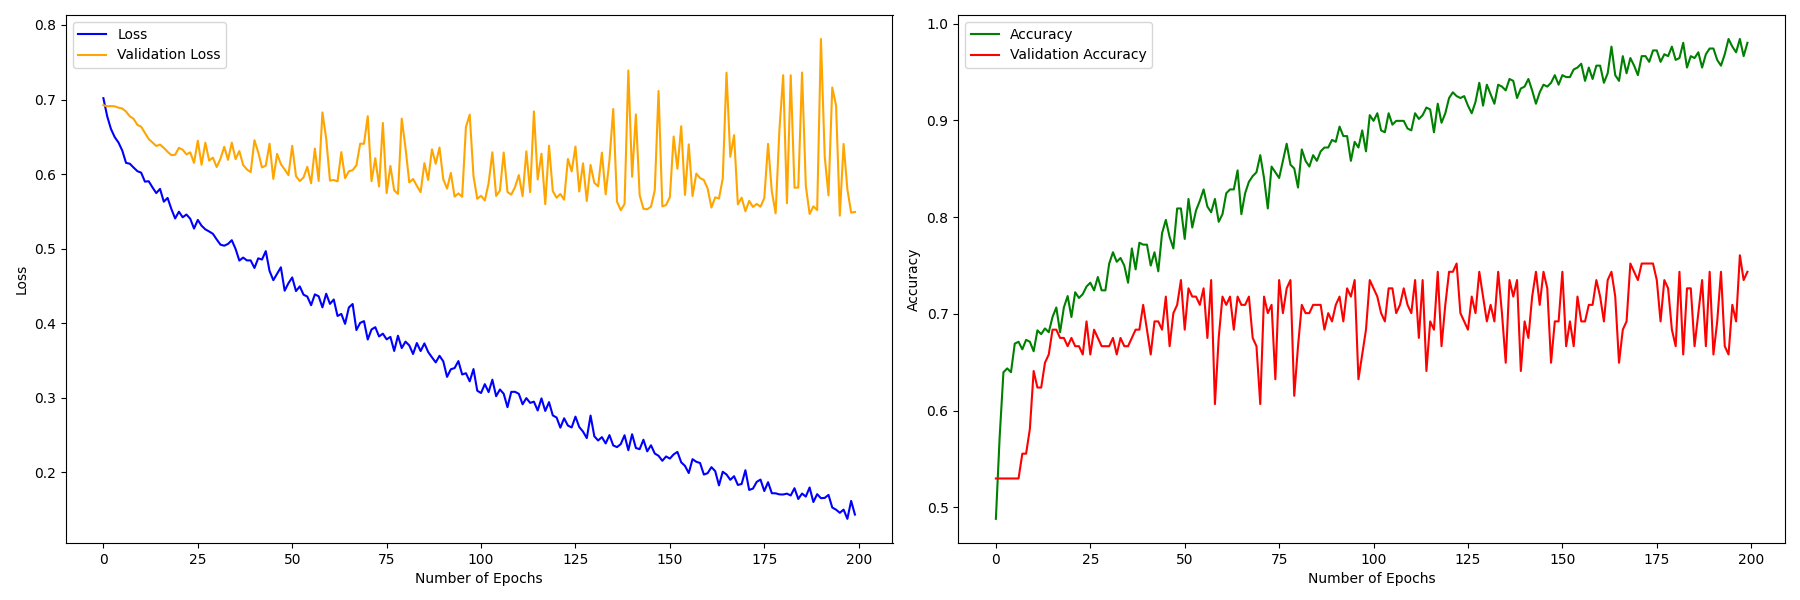 Loss
Validation Loss
0.8
0.7
0.6
0.5
0.4
0.3
0.2
Loss
0 25 50 75 100 125 150 175 200
Number of Epochs
Accuracy
Validation Accuracy
1.0
0.9
0.8
0.7
0.6
0.5
Accuracy
0 25 50 75 100 125 150 175 200
Number of Epochs